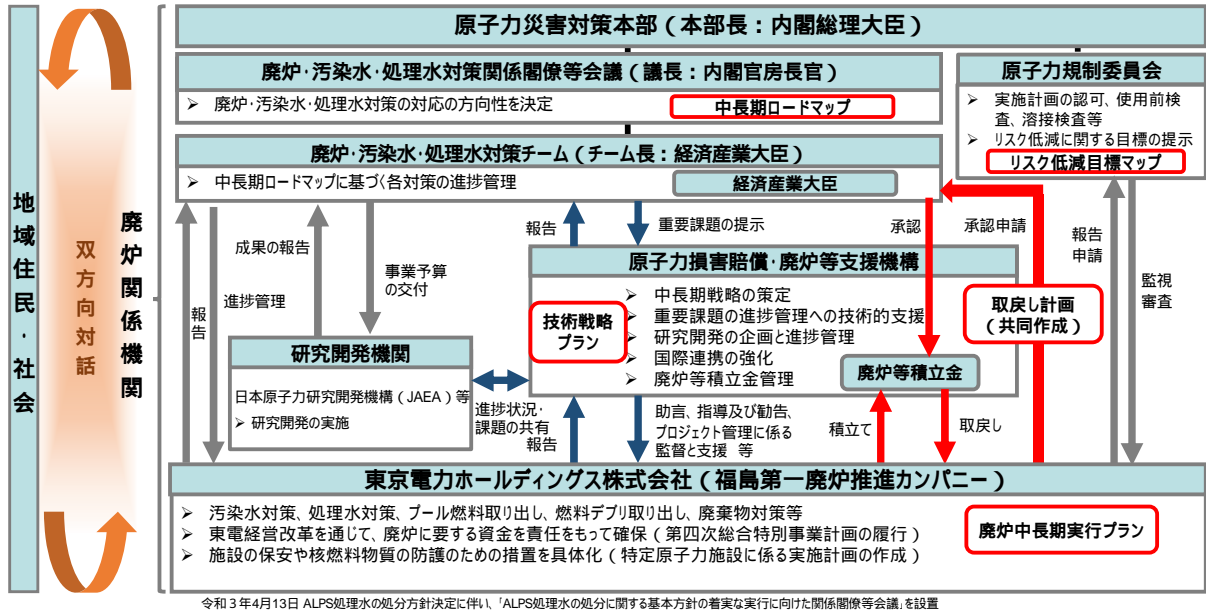 原子力災害対策本部(本部長:内閣総理大臣)
廃炉・汚染水・処理水対策関係閣僚等会議(議長:内閣官房長官)
➢ 廃炉・汚染水・処理水対策の対応の方向性を決定
中長期ロードマップ
原子力規制委員会
➢ 実施計画の認可、使用前検
査、溶接検査等
➢ リスク低減に関する目標の提示
リスク低減目標マップ
廃炉・汚染水・処理水対策チーム(チーム長:経済産業大臣)
➢ 中長期ロードマップに基づく各対策の進捗管理
経済産業大臣
地域住民・社会
双方向対話
廃炉関係機関
報告
進捗管理
成果の報告
事業予算
の交付
報告
重要課題の提示
承認
承認申請
報告
申請
監視
審査
原子力損害賠償・廃炉等支援機構
技術戦略
プラン
➢ 中長期戦略の策定
➢ 重要課題の進捗管理への技術的支援
➢ 研究開発の企画と進捗管理
➢ 国際連携の強化
➢ 廃炉等積立金管理
廃炉等積立金
取戻し計画
(共同作成)
研究開発機関
日本原子力研究開発機構(JAEA)等
➢ 研究開発の実施
進捗状況・
課題の共有
報告
助言、指導及び勧告、
プロジェクト管理に係る
監督と支援 等
積立て
取戻し
東京電力ホールディングス株式会社(福島第一廃炉推進カンパニー)
➢ 汚染水対策、処理水対策、プール燃料取り出し、燃料デブリ取り出し、廃棄物対策等
➢ 東電経営改革を通じて、廃炉に要する資金を責任をもって確保(第四次総合特別事業計画の履行)
➢ 施設の保安や核燃料物質の防護のための措置を具体化(特定原子力施設に係る実施計画の作成)
廃炉中長期実行プラン
令和3年4月13日 ALPS処理水の処分方針決定に伴い、「ALPS処理水の処分に関する基本方針の着実な実行に向けた関係閣僚等会議」を設置